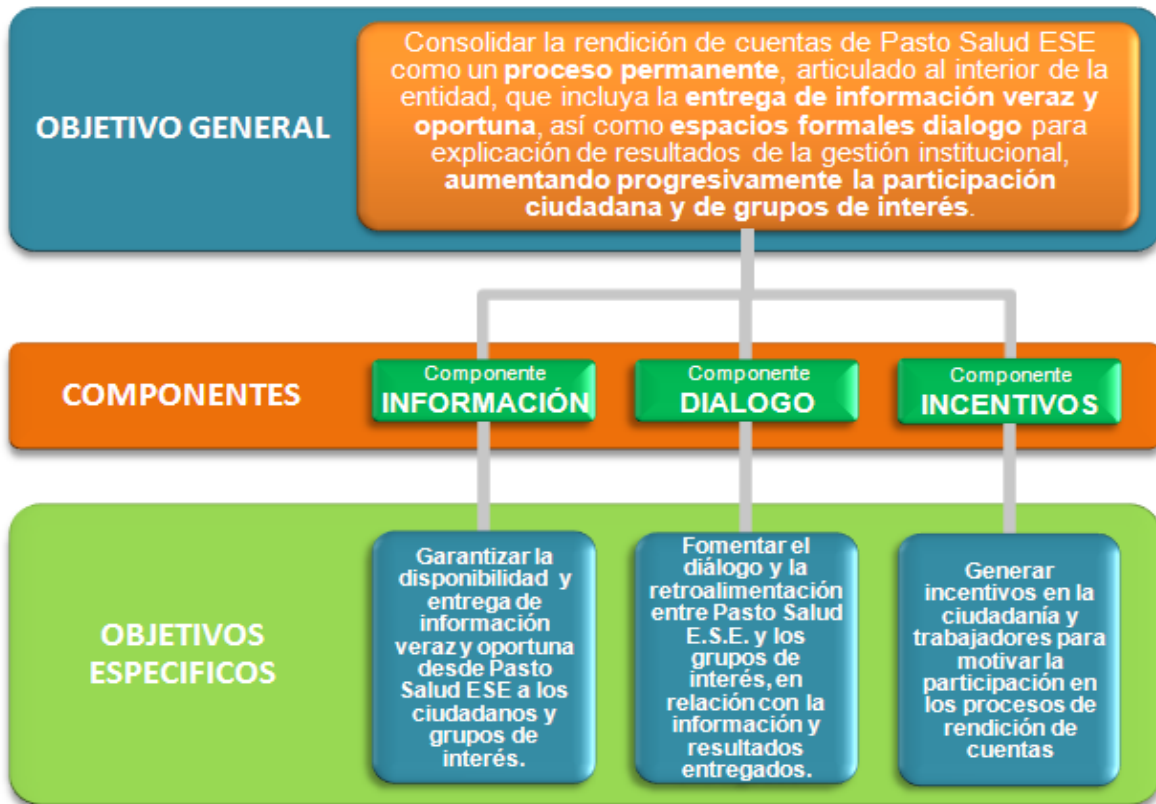 OBJETIVO GENERAL
Consolidar la rendición de cuentas de Pasto Salud ESE
como un proceso permanente, articulado al interior de la
entidad, que incluya la entrega de información veraz y
oportuna, así como espacios formales dialogo para
explicación de resultados de la gestión institucional,
aumentando progresivamente la participación
ciudadana y de grupos de interés.
COMPONENTES
Componente
INFORMACIÓN
Componente
DIALOGO
Componente
INCENTIVOS
OBJETIVOS
ESPECIFICOS
Garantizar la
disponibilidad y
entrega de
información
veraz y oportuna
desde Pasto
Salud ESE a los
ciudadanos y
grupos de
interés.
Fomentar el
diálogo y la
retroalimentación
entre Pasto Salud
E.S.E. y los
grupos de
interés, en
relación con la
información y
resultados
entregados.
Generar
incentivos en la
ciudadanía y
trabajadores para
motivar la
participación en
los procesos de
rendición de
cuentas